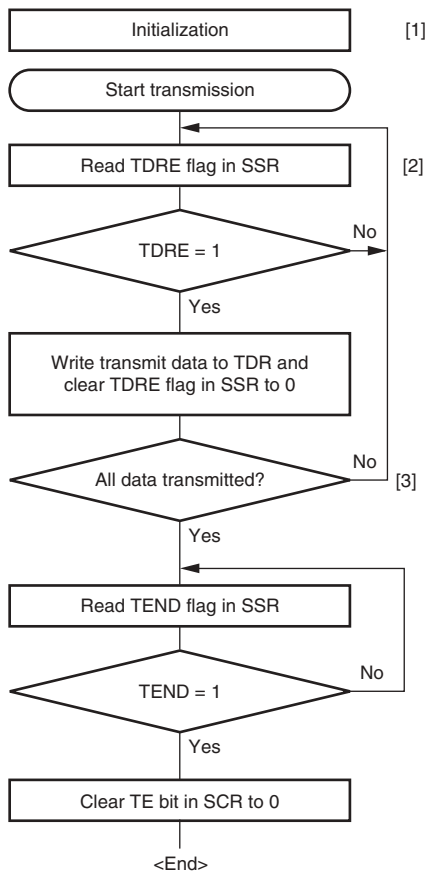 Initialization [1]
Start transmission
Read TDRE flag in SSR [2]
No
TDRE = 1
Yes
Write transmit data to TDR and
clear TDRE flag in SSR to 0
No
All data transmitted? [3]
Yes
Read TEND flag in SSR
No
TEND = 1
Yes
Clear TE bit in SCR to 0
<End>